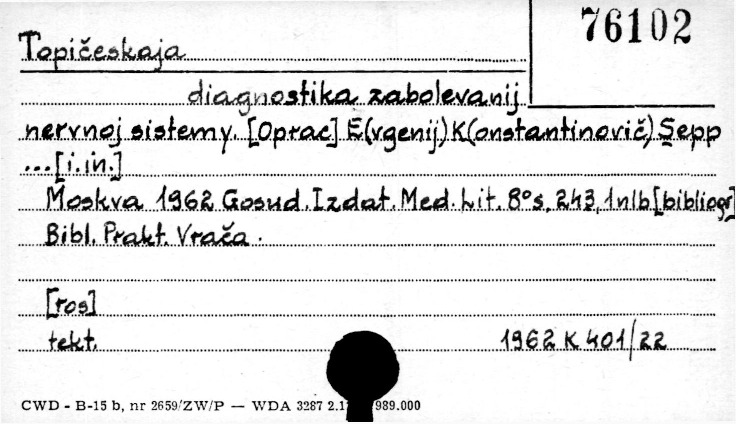 76102
Topičeskaja
diagnostika zabolevanij
nervnoj sistemy. [Oprac] E(vgenij) K(onstantinovič) Sepp
...[i.in.]
Moskva 1962 Gosud. Izdat. Med. Lit. 8° s. 243, 1nlb [bibliogr]
Bibl. Prakt. Vrača.
[ros]
tekt.
1962 K 401/22
CWD - B-15 b, nr 2659/ZW/P — WDA 3287 989.000